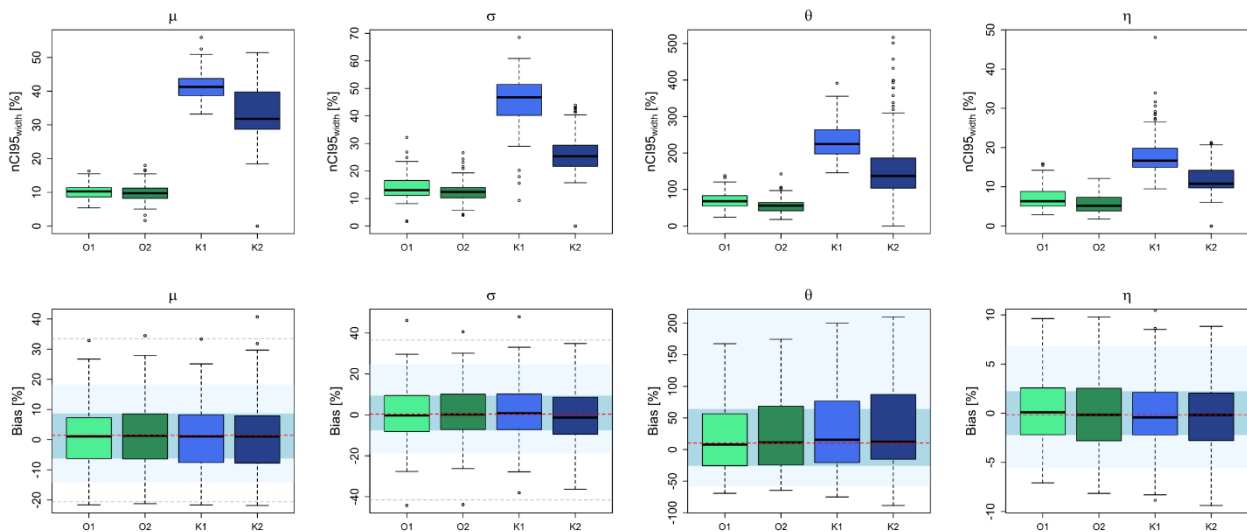 μ
σ
θ
η
nCI95width [%]
0 10 20 30 40 50
O1 O2 K1 K2
nCI95width [%]
0 10 20 30 40 50 60 70
O1 O2 K1 K2
nCI95width [%]
0 100 200 300 400 500
O1 O2 K1 K2
nCI95width [%]
0 10 20 30 40 50
O1 O2 K1 K2
μ
σ
θ
η
Bias [%]
-20 -10 0 10 20 30 40
O1 O2 K1 K2
Bias [%]
-40 -20 0 20 40
O1 O2 K1 K2
Bias [%]
-100 -50 0 50 100 150 200
O1 O2 K1 K2
Bias [%]
-10 -5 0 5 10
O1 O2 K1 K2